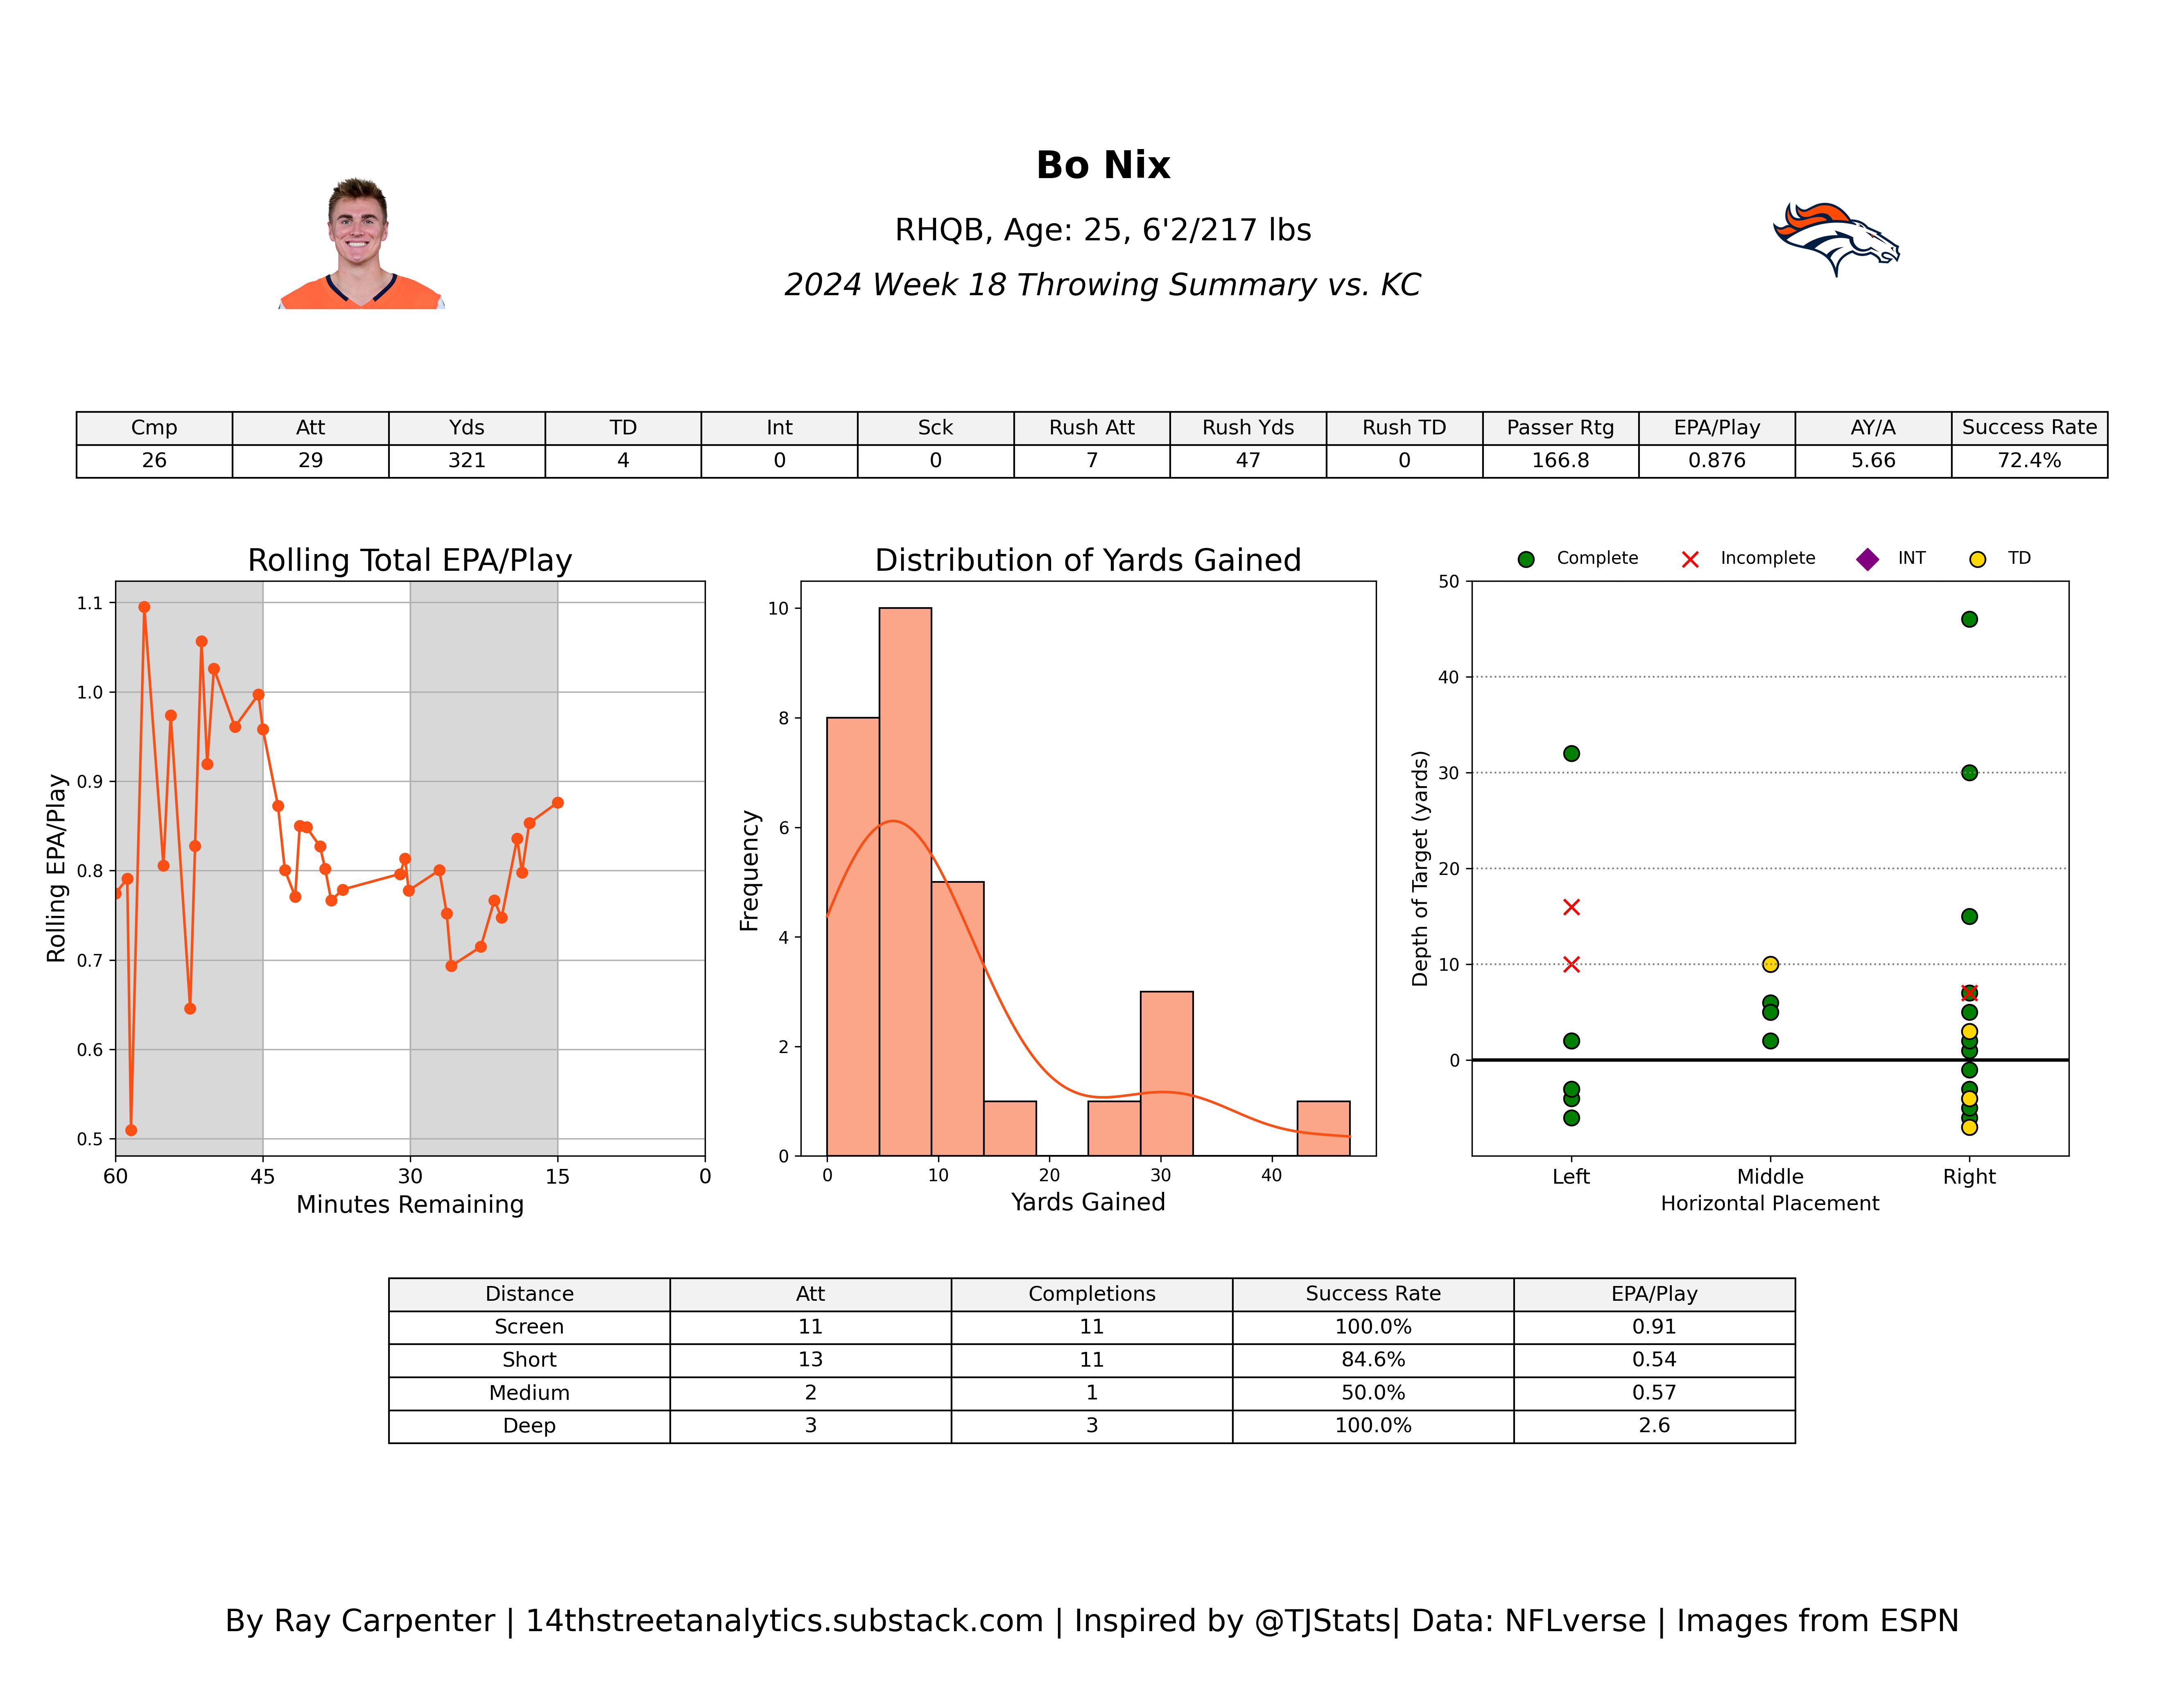 Bo Nix
RHQB, Age: 25, 6'2/217 lbs
2024 Week 18 Throwing Summary vs. KC
Cmp Att Yds TD Int Sck Rush Att Rush Yds Rush TD Passer Rtg EPA/Play AY/A Success Rate
26 29 321 4 0 0 7 47 0 166.8 0.876 5.66 72.4%
Rolling Total EPA/Play
1.1
1.0
0.9
0.8
0.7
0.6
0.5
Rolling EPA/Play
60 45 30 15 0
Minutes Remaining
Distribution of Yards Gained
10
8
6
4
2
0
Frequency
0 10 20 30 40
Yards Gained
Complete Incomplete INT TD
50
40
30
20
10
0
Depth of Target (yards)
Left Middle Right
Horizontal Placement
Distance Att Completions Success Rate EPA/Play
Screen 11 11 100.0% 0.91
Short 13 11 84.6% 0.54
Medium 2 1 50.0% 0.57
Deep 3 3 100.0% 2.6
By Ray Carpenter | 14thstreetanalytics.substack.com | Inspired by @TJStats| Data: NFLverse | Images from ESPN